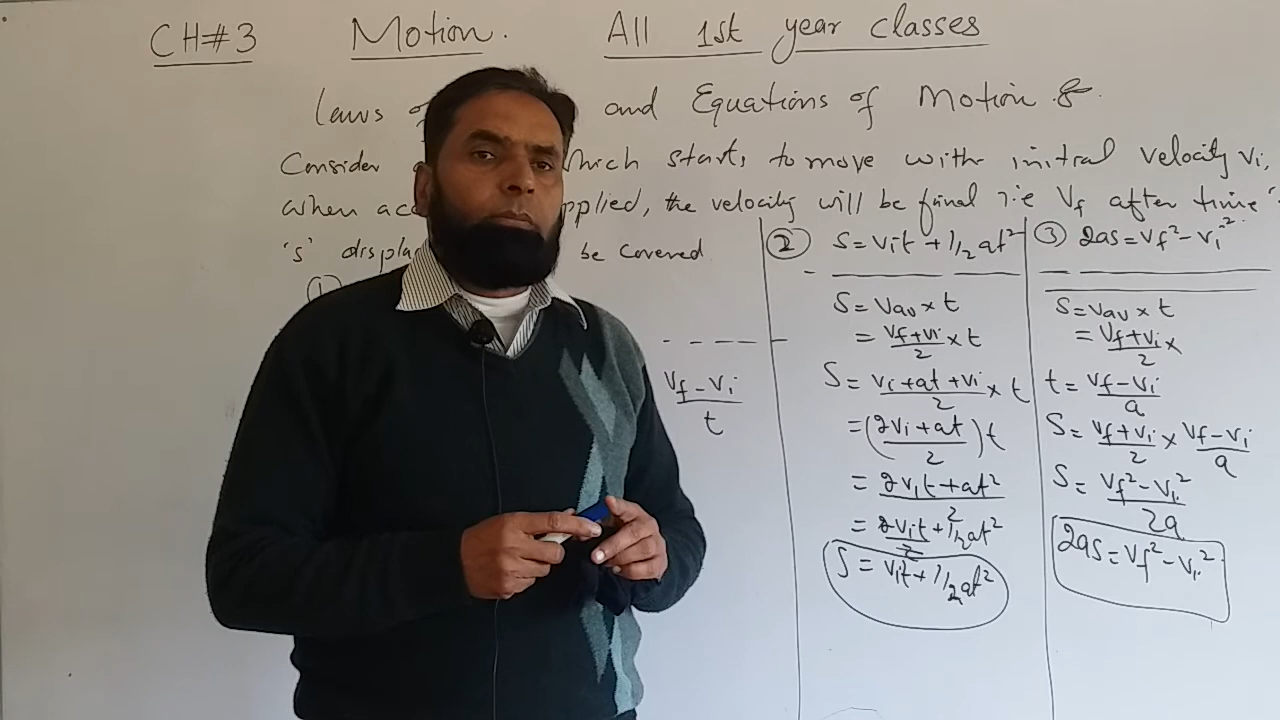 CH#3 Motion. All 1st year classes
Laws of and Equations of Motion :-
Consider which starts to move with initial velocity Vi,
when acc applied, the velocity will be final i.e Vf after time
's' displa be covered
①
Vf - Vi / t
② S = Vit + 1/2 at²
S = Vav × t
= Vf + Vi / 2 × t
S = Vi + at + Vi / 2 × t
= (2Vi + at / 2) t
= 2Vit + at² / 2
= 2Vit / 2 + 1/2 at²
S = Vit + 1/2 at²
③ 2as = Vf² - Vi²
S = Vav × t
= Vf + Vi / 2 ×
t = Vf - Vi / a
S = Vf + Vi / 2 × Vf - Vi / a
S = Vf² - Vi² / 2a
2as = Vf² - Vi²